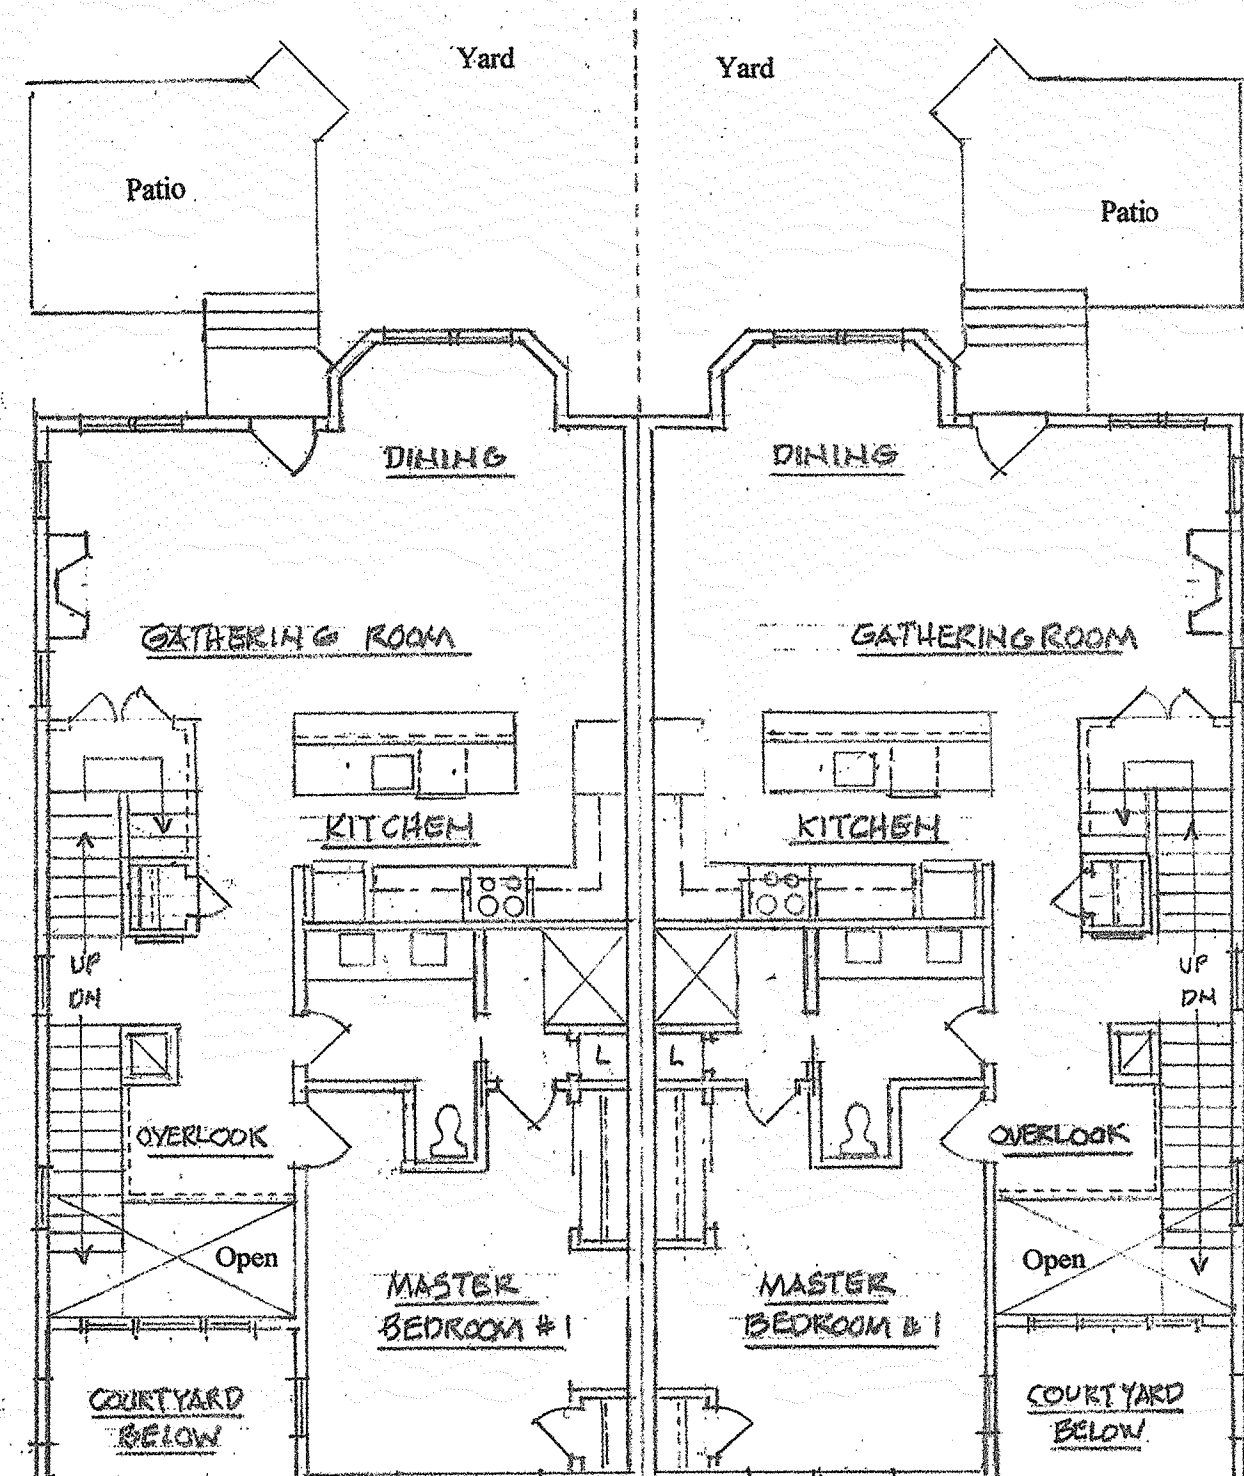 Yard
Yard
Patio
Patio
DINING
DINING
GATHERING ROOM
GATHERING ROOM
KITCHEN
KITCHEN
UP
DN
UP
DN
L
L
OVERLOOK
OVERLOOK
Open
Open
MASTER
BEDROOM #1
MASTER
BEDROOM #1
COURTYARD
BELOW
COURTYARD
BELOW